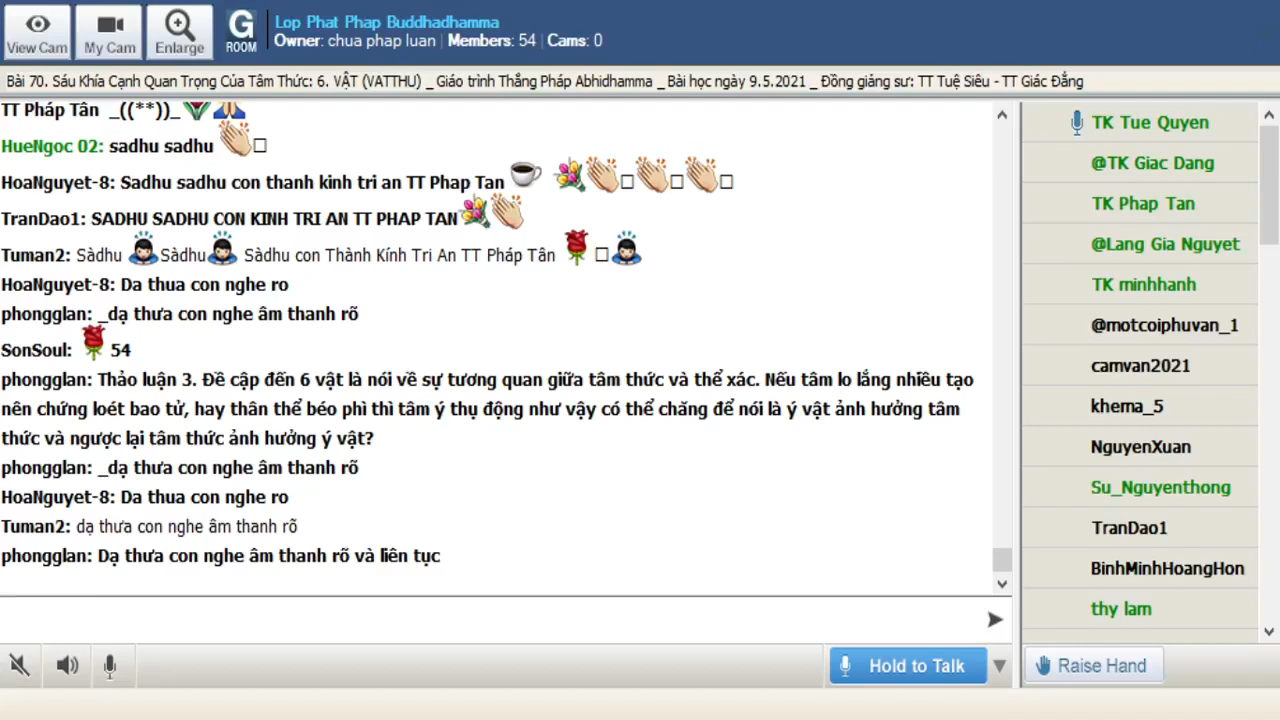 View Cam
My Cam
Enlarge
G
ROOM
Lop Phat Phap Buddhadhamma
Owner: chua phap luan | Members: 54 | Cams: 0
Bài 70. Sáu Khía Cạnh Quan Trọng Của Tâm Thức: 6. VẬT (VATTHU) _ Giáo trình Thắng Pháp Abhidhamma _ Bài học ngày 9.5.2021 _ Đồng giảng sư: TT Tuệ Siêu - TT Giác Đẳng
TT Pháp Tân _((**))_
HueNgoc 02: sadhu sadhu
HoaNguyet-8: Sadhu sadhu con thanh kinh tri an TT Phap Tan
TranDao1: SADHU SADHU CON KINH TRI AN TT PHAP TAN
Tuman2: Sàdhu Sàdhu Sàdhu con Thành Kính Tri An TT Pháp Tân
HoaNguyet-8: Da thua con nghe ro
phongglan: _dạ thưa con nghe âm thanh rõ
SonSoul: 54
phongglan: Thảo luận 3. Đề cập đến 6 vật là nói về sự tương quan giữa tâm thức và thể xác. Nếu tâm lo lắng nhiều tạo
nên chứng loét bao tử, hay thân thể béo phì thì tâm ý thụ động như vậy có thể chăng để nói là ý vật ảnh hưởng tâm
thức và ngược lại tâm thức ảnh hưởng ý vật?
phongglan: _dạ thưa con nghe âm thanh rõ
HoaNguyet-8: Da thua con nghe ro
Tuman2: dạ thưa con nghe âm thanh rõ
phongglan: Dạ thưa con nghe âm thanh rõ và liên tục
TK Tue Quyen
@TK Giac Dang
TK Phap Tan
@Lang Gia Nguyet
TK minhhanh
@motcoiphuvan_1
camvan2021
khema_5
NguyenXuan
Su_Nguyenthong
TranDao1
BinhMinhHoangHon
thy lam
Hold to Talk
Raise Hand